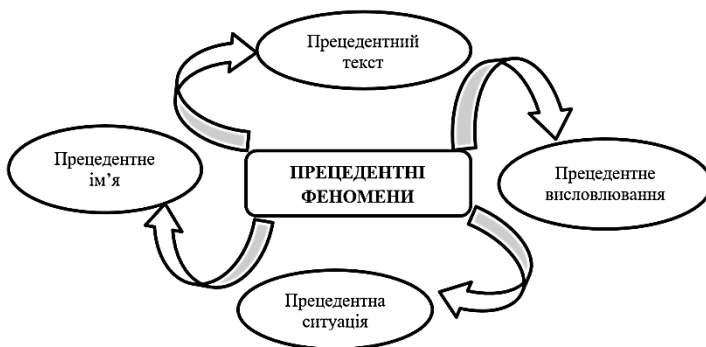 Прецедентний
текст
Прецедентне
ім’я
ПРЕЦЕДЕНТНІ
ФЕНОМЕНИ
Прецедентне
висловлювання
Прецедентна
ситуація